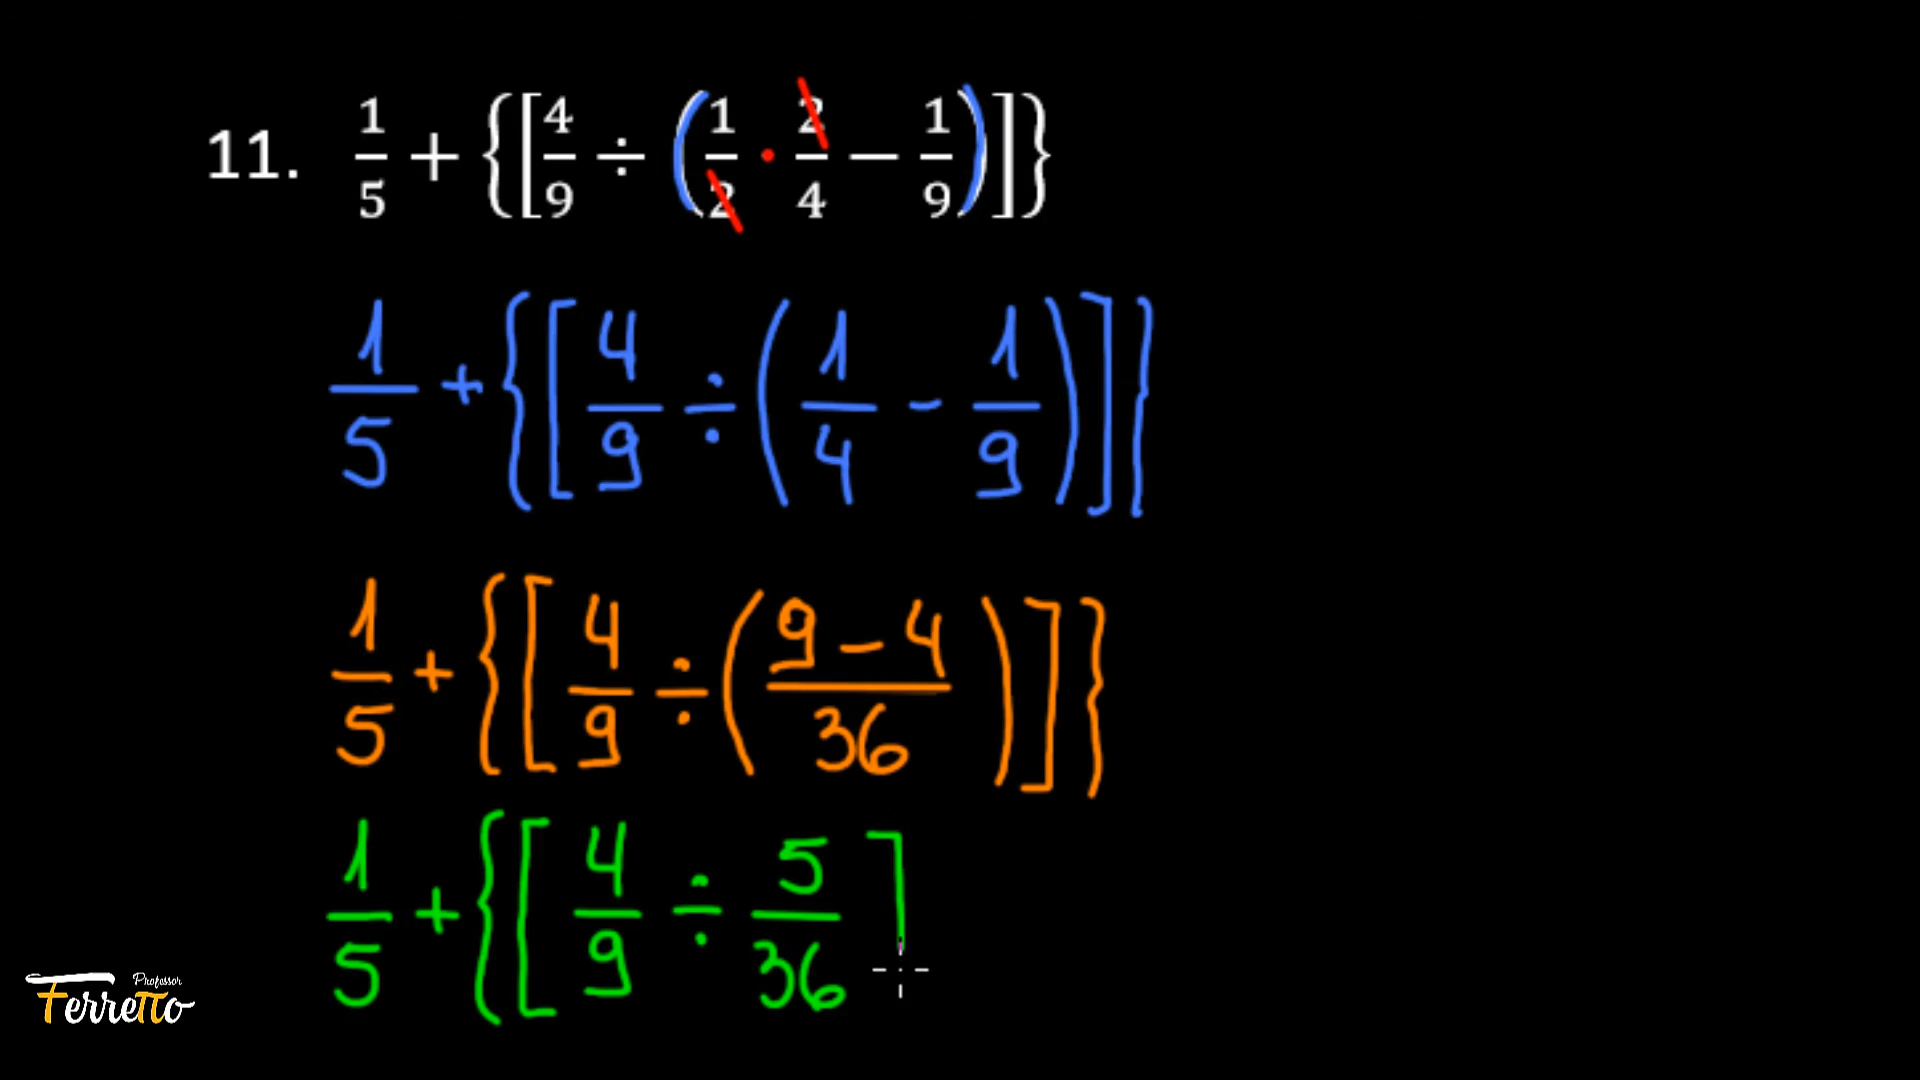 11. 1/5 + {[4/9 ÷ (1/2 · 2/4 − 1/9)]}
1/5 + {[4/9 ÷ (1/4 - 1/9)]}
1/5 + {[4/9 ÷ ((9 - 4)/36)]}
1/5 + {[4/9 ÷ 5/36]
Professor
Ferretto